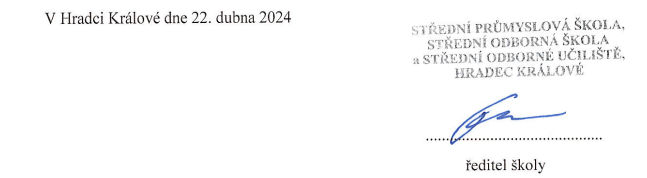 V Hradci Králové dne 22. dubna 2024
STŘEDNÍ PRŮMYSLOVÁ ŠKOLA,
STŘEDNÍ ODBORNÁ ŠKOLA
a STŘEDNÍ ODBORNÉ UČILIŠTĚ,
HRADEC KRÁLOVÉ
ředitel školy